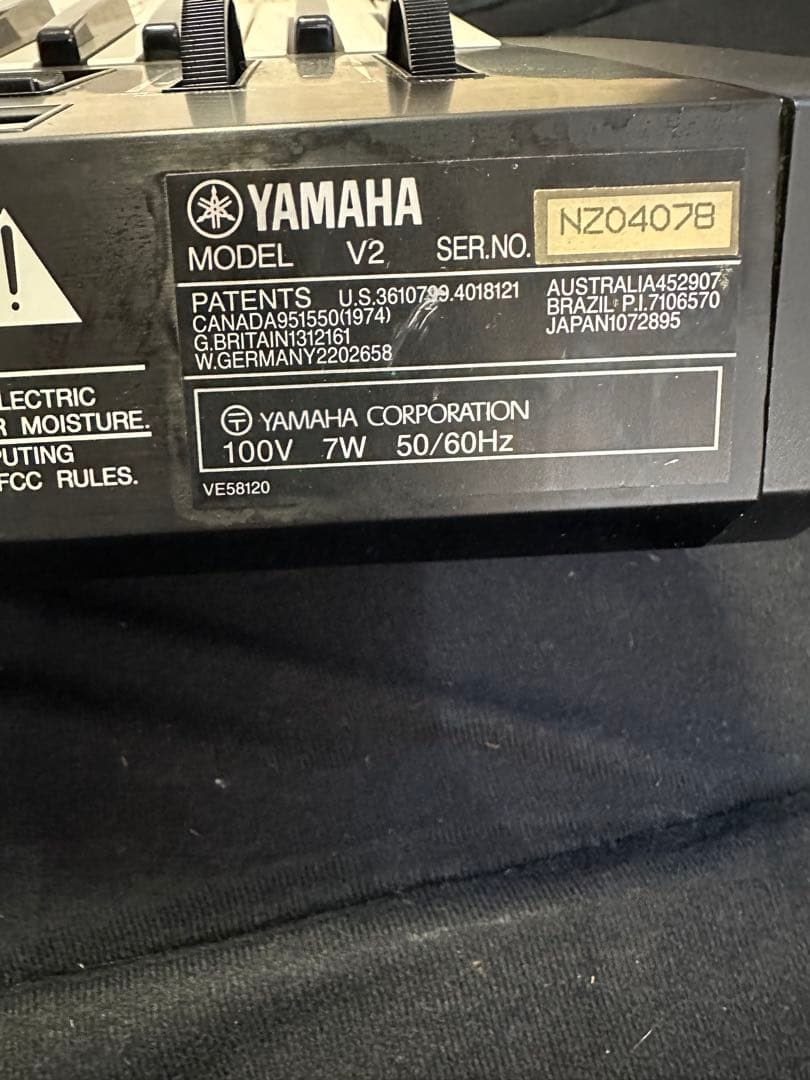 YAMAHA
MODEL V2 SER.NO. NZ04078
PATENTS U.S.3610799.4018121
CANADA951550(1974)
G.BRITAIN1312161
W.GERMANY2202658
AUSTRALIA452907
BRAZIL P.I.7106570
JAPAN1072895
YAMAHA CORPORATION
100V 7W 50/60Hz
VE58120
!
LECTRIC
R MOISTURE.
PUTING
FCC RULES.